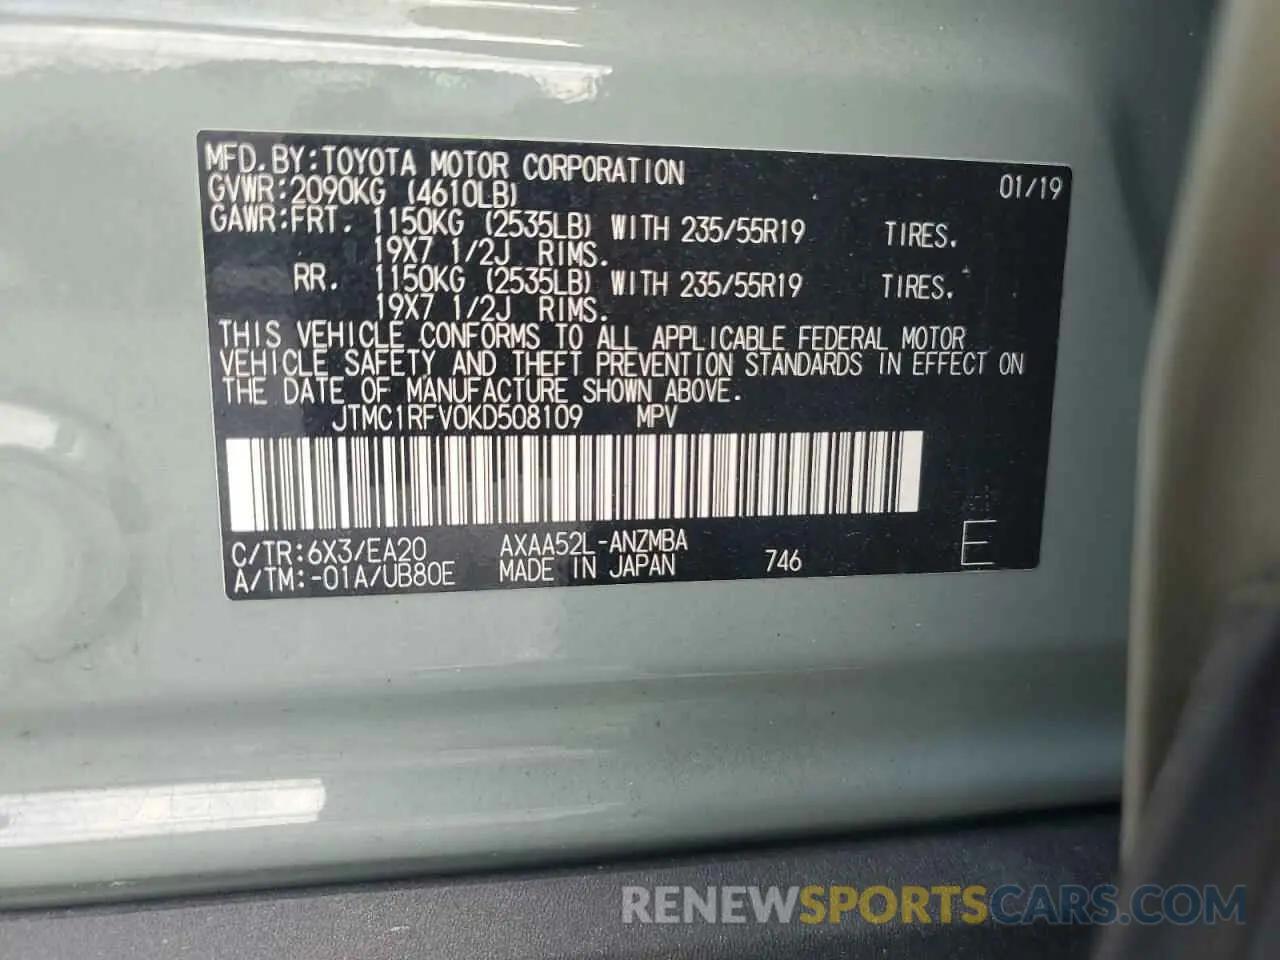 MFD.BY:TOYOTA MOTOR CORPORATION 01/19
GVWR:2090KG (4610LB)
GAWR:FRT. 1150KG (2535LB) WITH 235/55R19 TIRES.
19X7 1/2J RIMS.
RR. 1150KG (2535LB) WITH 235/55R19 TIRES.
19X7 1/2J RIMS.
THIS VEHICLE CONFORMS TO ALL APPLICABLE FEDERAL MOTOR
VEHICLE SAFETY AND THEFT PREVENTION STANDARDS IN EFFECT ON
THE DATE OF MANUFACTURE SHOWN ABOVE.
JTMC1RFV0KD508109 MPV
C/TR:6X3/EA20 AXAA52L-ANZMBA
A/TM:-01A/UB80E MADE IN JAPAN 746 E
RENEWSPORTSCARS.COM